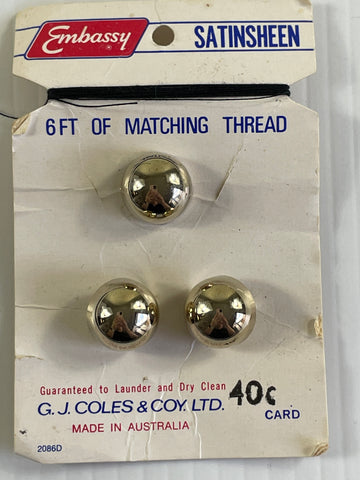 Embassy
SATINSHEEN
6 FT OF MATCHING THREAD
Guaranteed to Launder and Dry Clean
40c
G. J. COLES & COY. LTD.
CARD
MADE IN AUSTRALIA
2086D